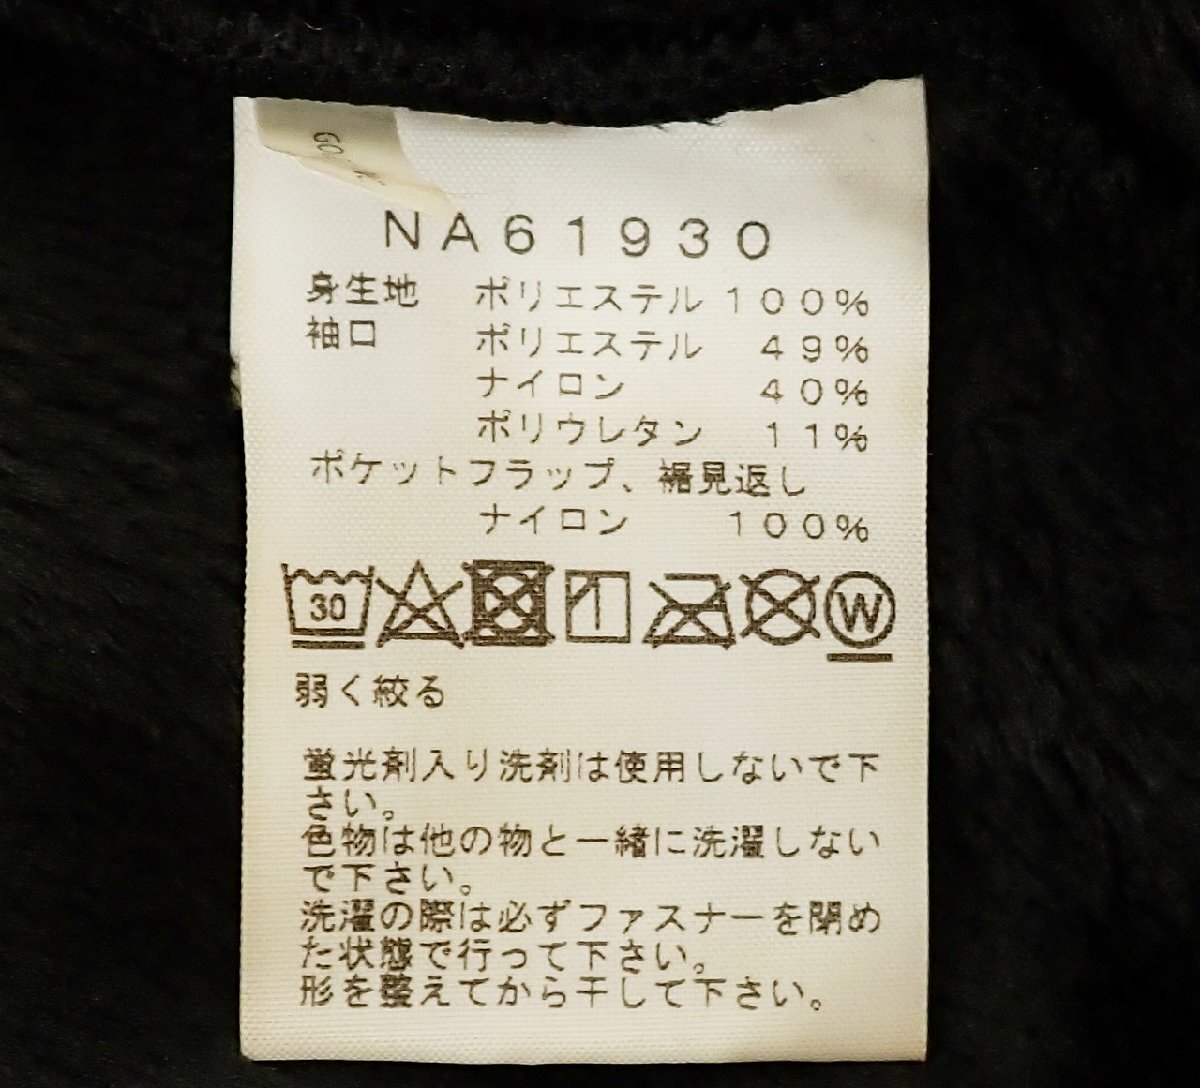 NA61930
身生地 ポリエステル 100%
袖口 ポリエステル 49%
ナイロン 40%
ポリウレタン 11%
ポケットフラップ、裾見返し
ナイロン 100%
30 W
弱く絞る
蛍光剤入り洗剤は使用しないで下
さい。
色物は他の物と一緒に洗濯しない
で下さい。
洗濯の際は必ずファスナーを閉め
た状態で行って下さい。
形を整えてから干して下さい。